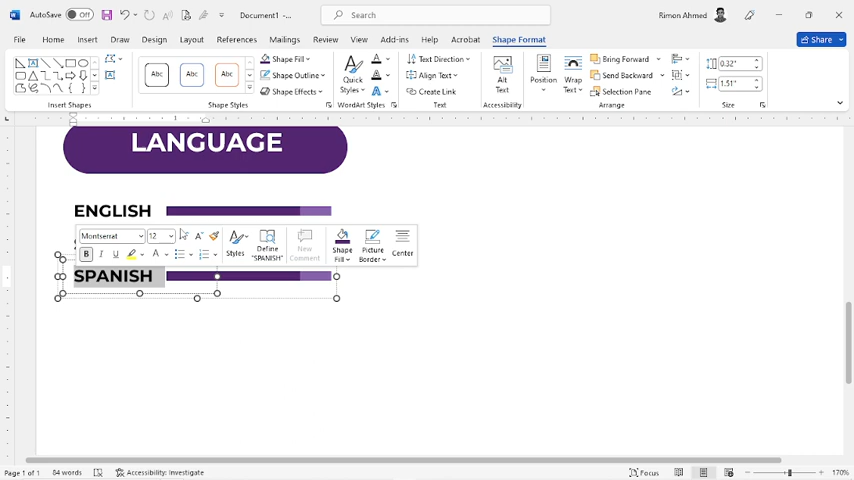 AutoSave Off Document1 -... Search Rimon Ahmed
File Home Insert Draw Design Layout References Mailings Review View Add-ins Help Acrobat Shape Format Share
Abc Abc Abc
Shape Fill
Shape Outline
Shape Effects
Quick Styles
Text Direction
Align Text
Create Link
Alt Text
Position
Wrap Text
Bring Forward
Send Backward
Selection Pane
0.32"
1.51"
Insert Shapes Shape Styles WordArt Styles Text Accessibility Arrange Size
LANGUAGE
ENGLISH
Montserrat 12
B I U A
Styles
Define "SPANISH"
New Comment
Shape Fill
Picture Border
Center
SPANISH
Page 1 of 1 84 words Accessibility: Investigate Focus 170%